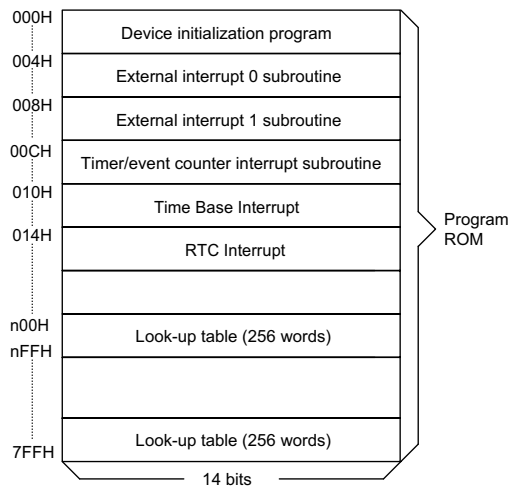 000H
Device initialization program
004H
External interrupt 0 subroutine
008H
External interrupt 1 subroutine
00CH
Timer/event counter interrupt subroutine
010H
Time Base Interrupt
014H
RTC Interrupt
Program
ROM
n00H
Look-up table (256 words)
nFFH
Look-up table (256 words)
7FFH
14 bits